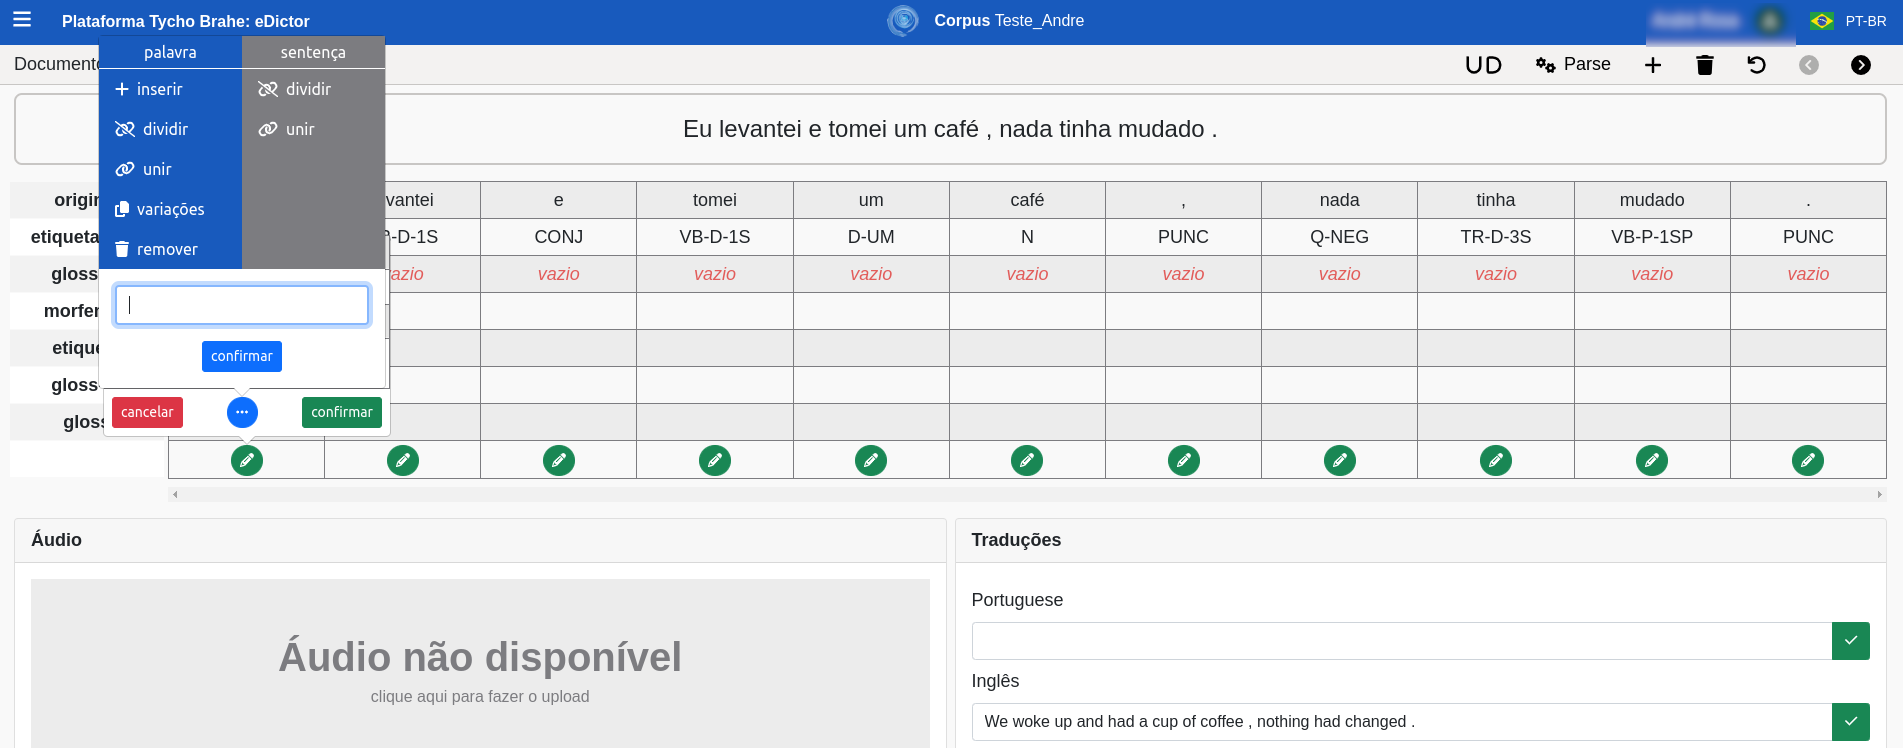 Plataforma Tycho Brahe: eDictor
Corpus Teste_Andre
PT-BR
Document
palavra sentença
UD Parse
inserir dividir
dividir unir
unir
variações
remover
Eu levantei e tomei um café , nada tinha mudado .
origin vantei e tomei um café , nada tinha mudado .
etiqueta -D-1S CONJ VB-D-1S D-UM N PUNC Q-NEG TR-D-3S VB-P-1SP PUNC
gloss azio vazio vazio vazio vazio vazio vazio vazio vazio vazio
morfe
etique
gloss
glos
confirmar
cancelar ... confirmar
Áudio
Áudio não disponível
clique aqui para fazer o upload
Traduções
Portuguese
Inglês
We woke up and had a cup of coffee , nothing had changed .